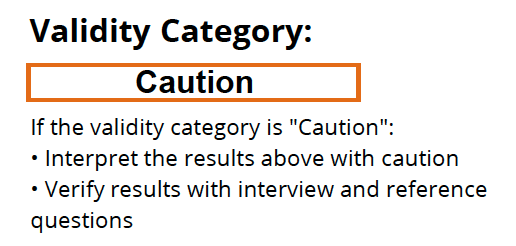 Validity Category:
Caution
If the validity category is "Caution":
• Interpret the results above with caution
• Verify results with interview and reference
questions